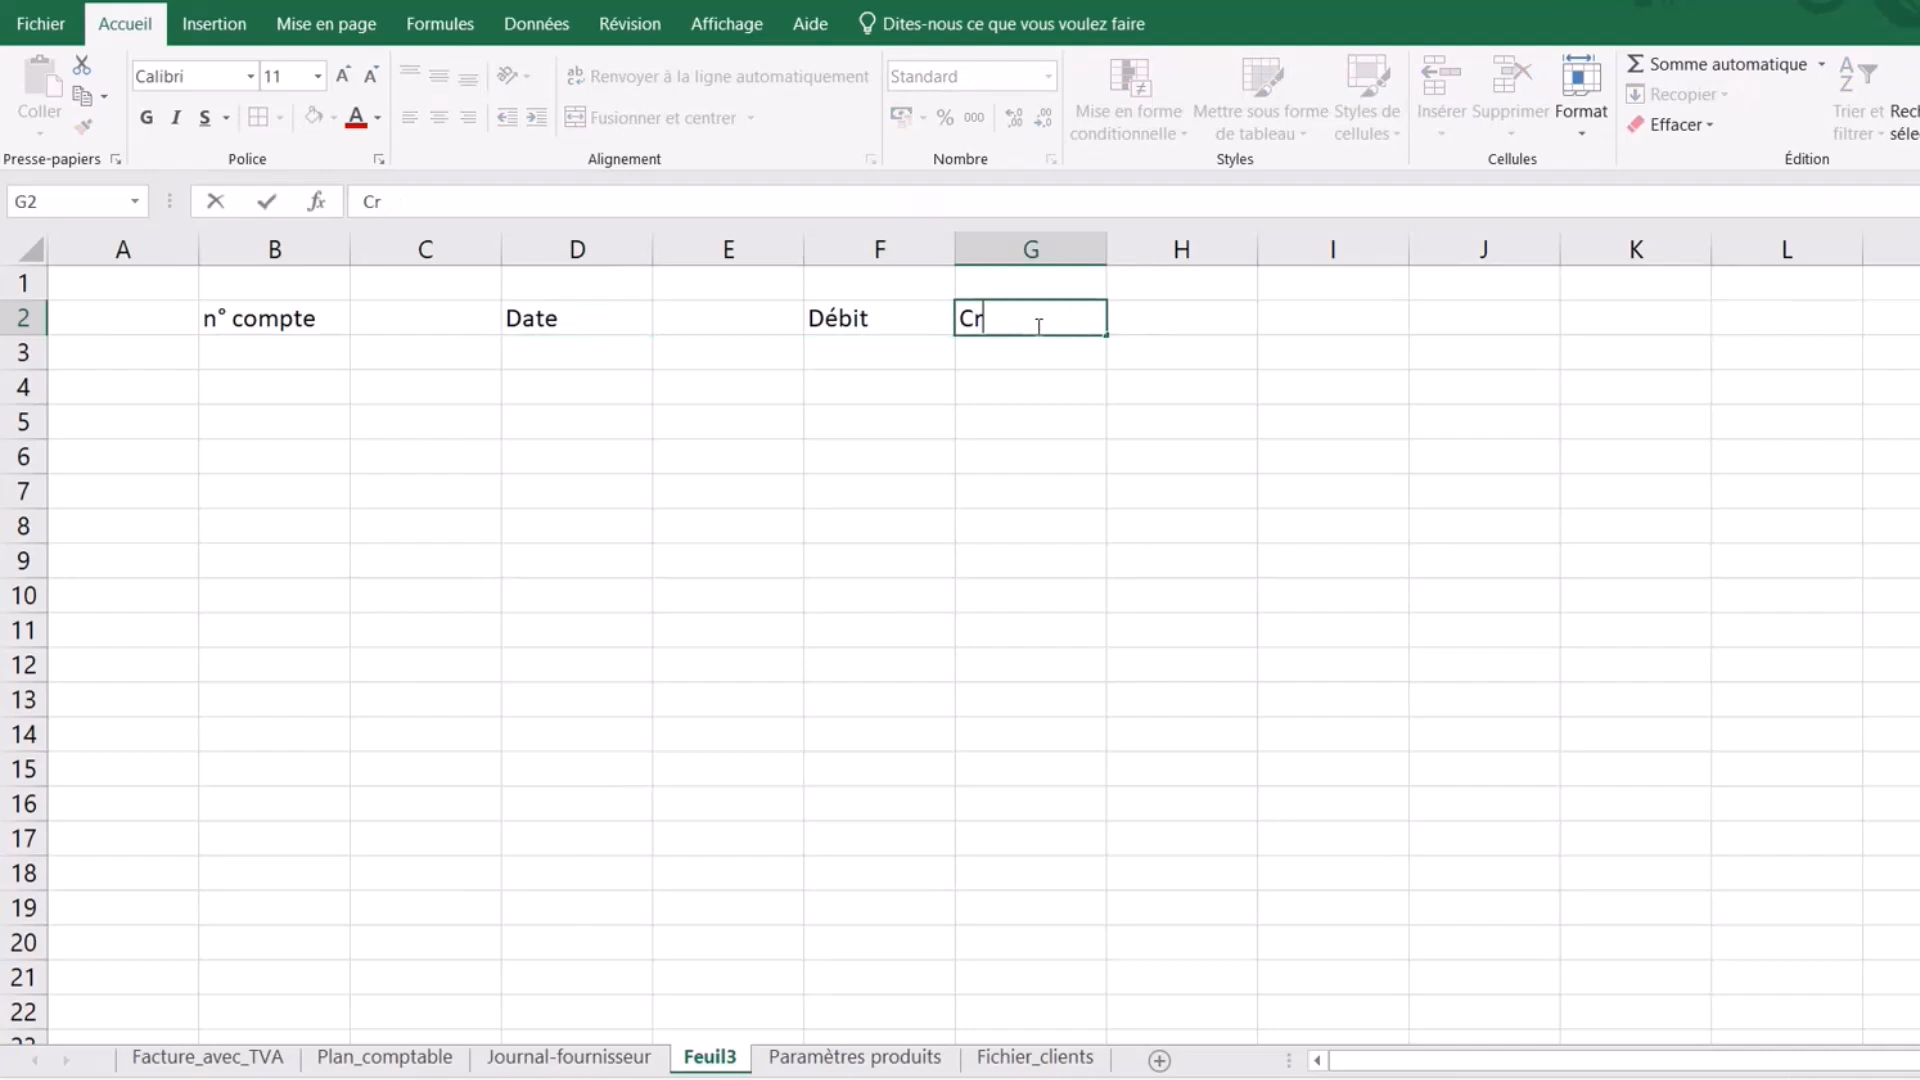 Fichier Accueil Insertion Mise en page Formules Données Révision Affichage Aide Dites-nous ce que vous voulez faire
Calibri 11 Renvoyer à la ligne automatiquement Standard Somme automatique
Coller G I S A Fusionner et centrer % 000 Mise en forme conditionnelle Mettre sous forme de tableau Styles de cellules Insérer Supprimer Format Recopier Effacer Trier et filtrer
Presse-papiers Police Alignement Nombre Styles Cellules Édition
G2 fx Cr
A B C D E F G H I J K L
1
2 n° compte Date Débit Cr
3
4
5
6
7
8
9
10
11
12
13
14
15
16
17
18
19
20
21
22
Facture_avec_TVA Plan_comptable Journal-fournisseur Feuil3 Paramètres produits Fichier_clients